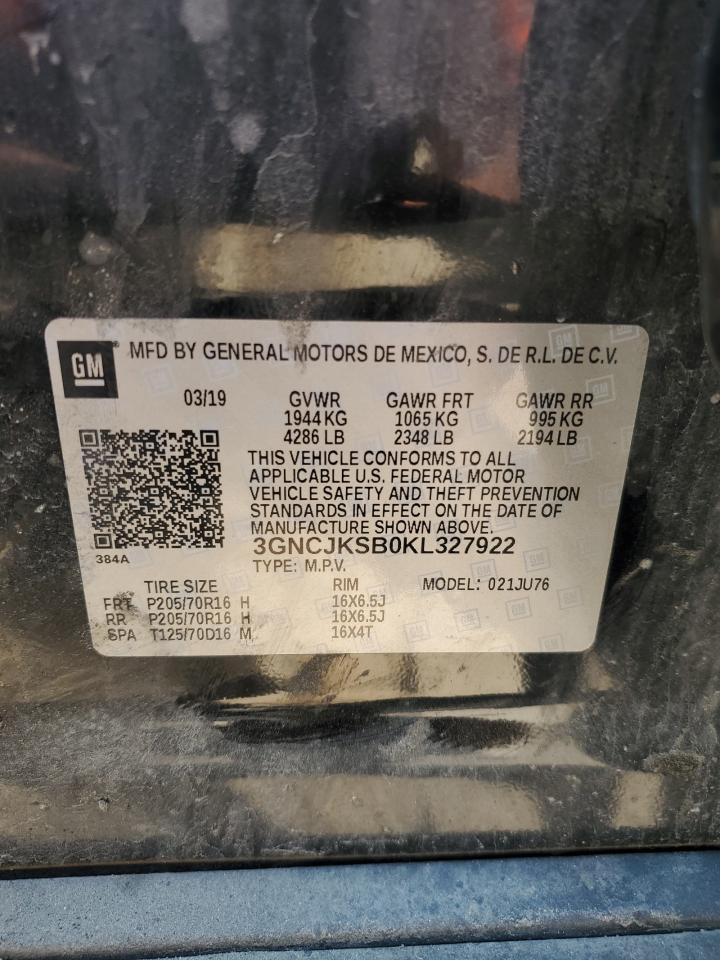 GM MFD BY GENERAL MOTORS DE MEXICO, S. DE R.L. DE C.V.
03/19 GVWR GAWR FRT GAWR RR
1944 KG 1065 KG 995 KG
4286 LB 2348 LB 2194 LB
THIS VEHICLE CONFORMS TO ALL
APPLICABLE U.S. FEDERAL MOTOR
VEHICLE SAFETY AND THEFT PREVENTION
STANDARDS IN EFFECT ON THE DATE OF
MANUFACTURE SHOWN ABOVE.
384A
3GNCJKSB0KL327922
TYPE: M.P.V.
TIRE SIZE RIM MODEL: 021JU76
FRT P205/70R16 H 16X6.5J
RR P205/70R16 H 16X6.5J
SPA T125/70D16 M 16X4T